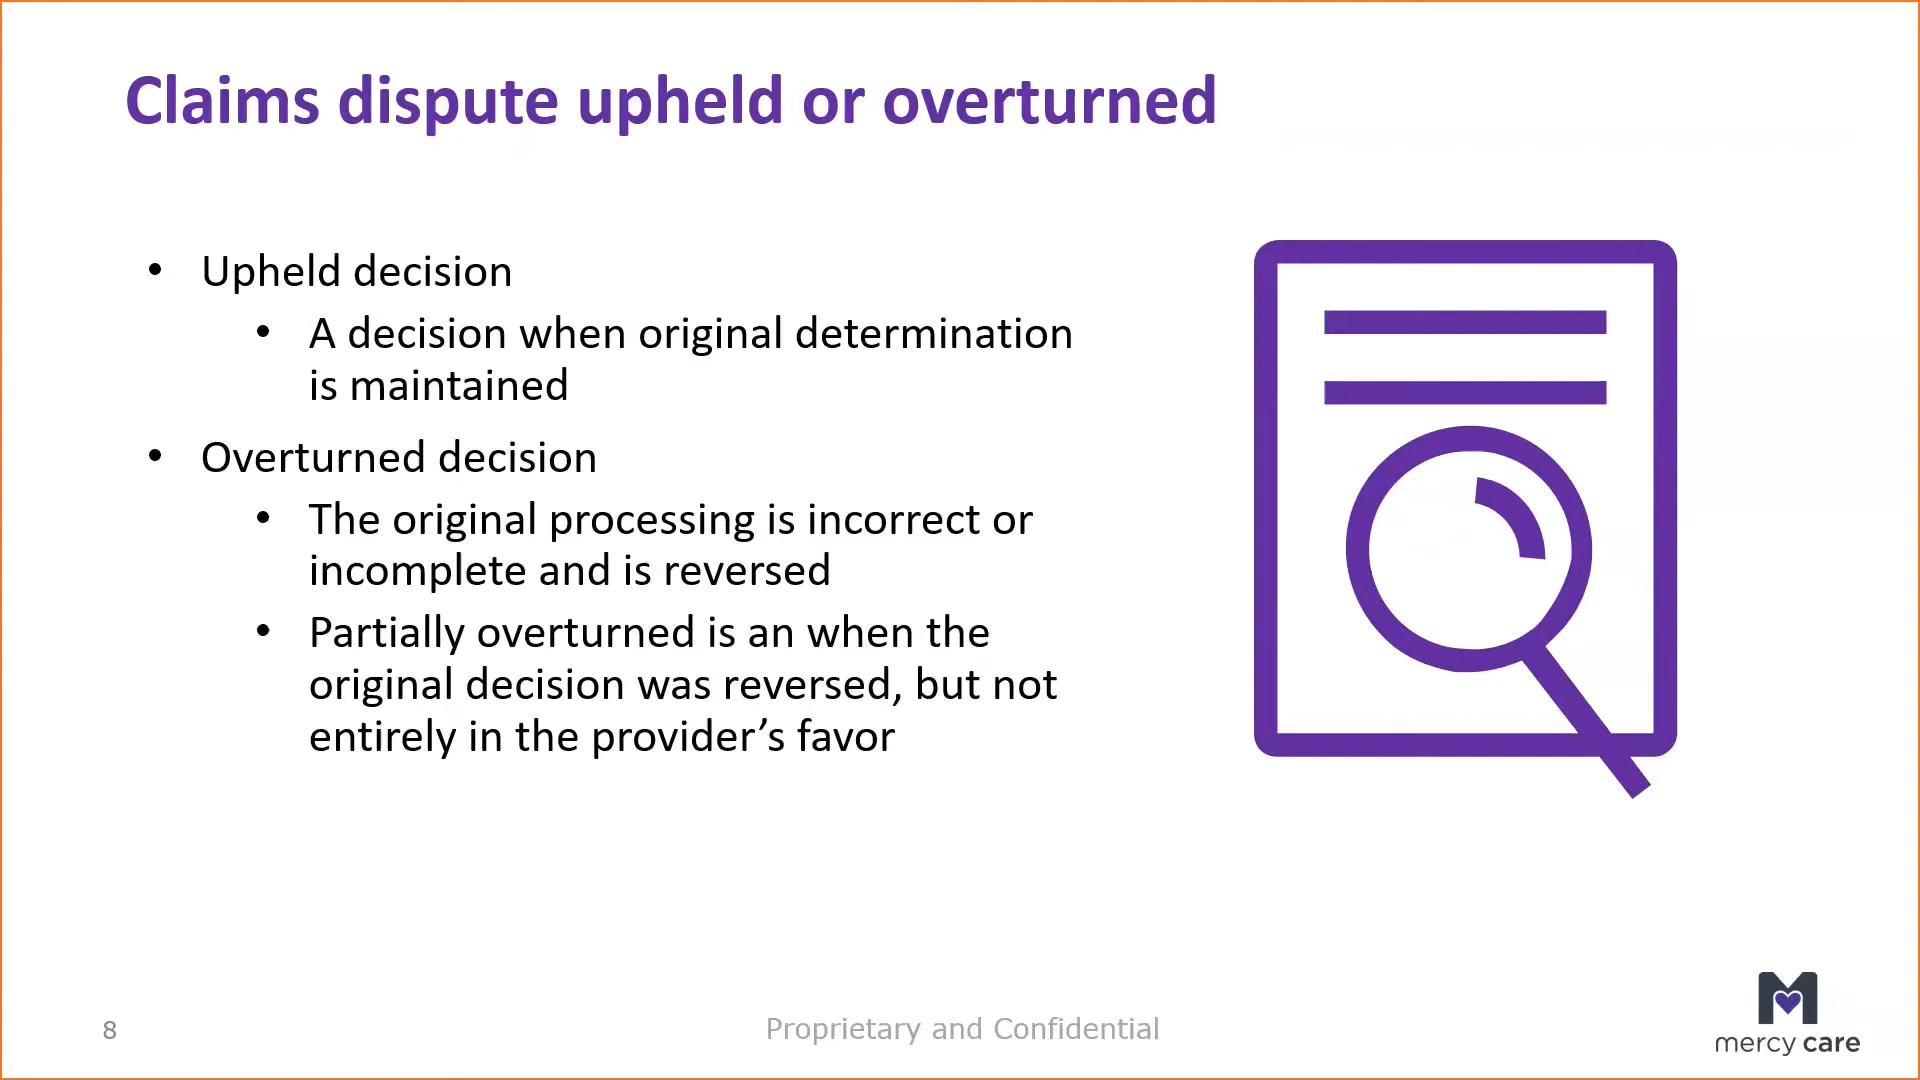 Claims dispute upheld or overturned
• Upheld decision
• A decision when original determination
is maintained
• Overturned decision
• The original processing is incorrect or
incomplete and is reversed
• Partially overturned is an when the
original decision was reversed, but not
entirely in the provider’s favor
8
Proprietary and Confidential
mercy care